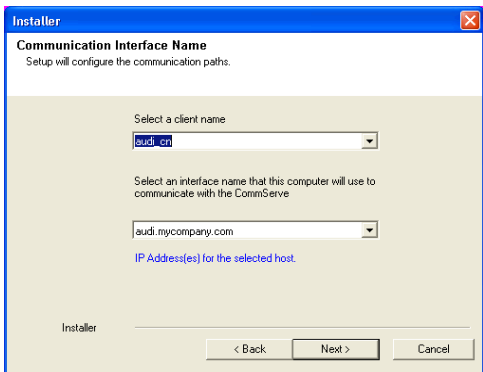 Installer
Communication Interface Name
Setup will configure the communication paths.
Select a client name
audi_cn
Select an interface name that this computer will use to
communicate with the CommServe
audi.mycompany.com
IP Address(es) for the selected host.
Installer
< Back Next > Cancel